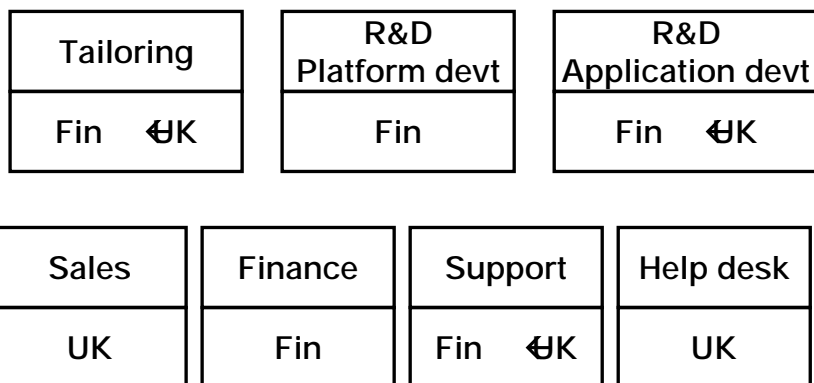 Tailoring
R&D
Platform devt
R&D
Application devt
Fin ←UK
Fin
Fin ←UK
Sales
Finance
Support
Help desk
UK
Fin
Fin ←UK
UK